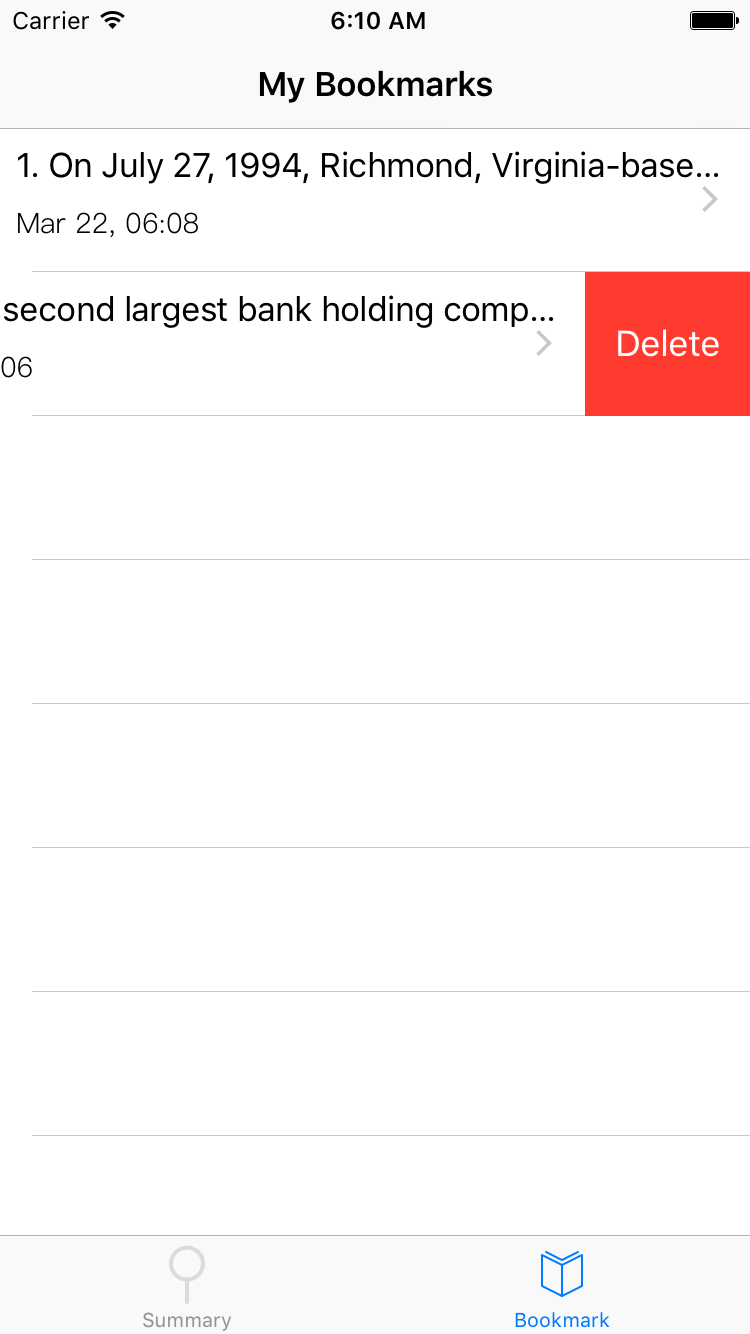 Carrier 6:10 AM
My Bookmarks
1. On July 27, 1994, Richmond, Virginia-base...
Mar 22, 06:08
second largest bank holding comp...
06
Delete
Summary Bookmark